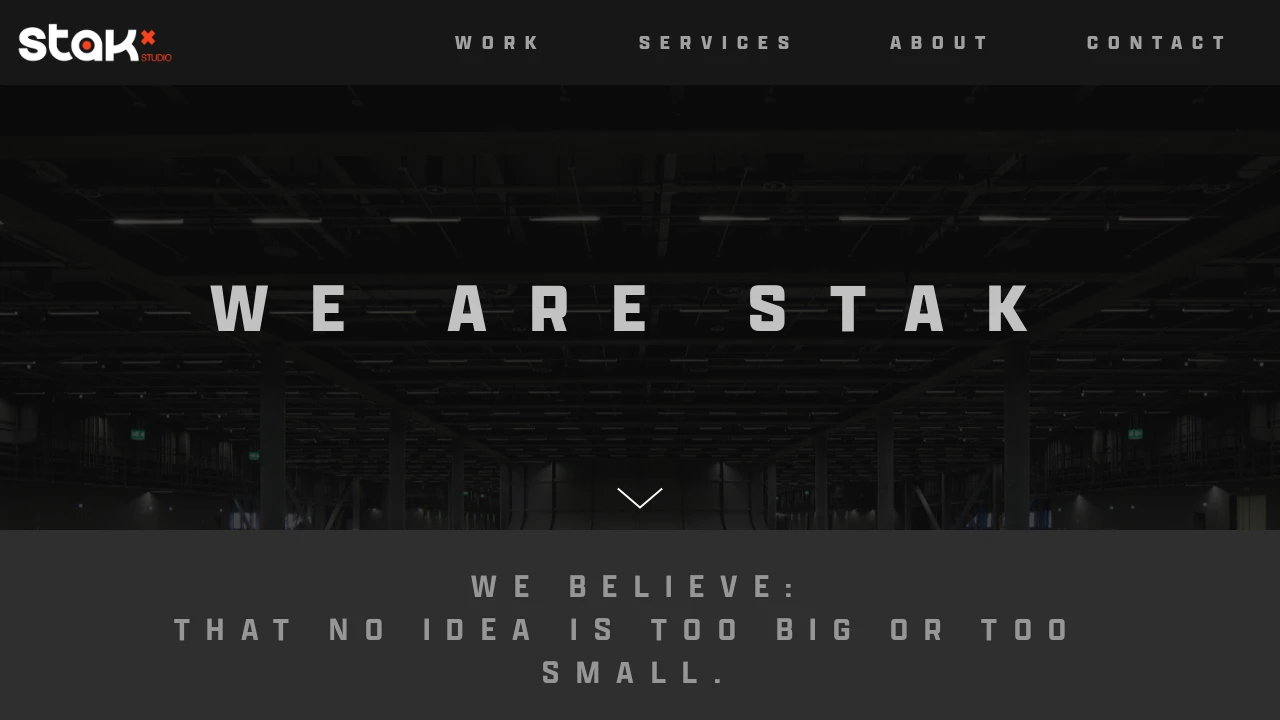 stak
STUDIO
WORK SERVICES ABOUT CONTACT
WE ARE STAK
WE BELIEVE:
THAT NO IDEA IS TOO BIG OR TOO
SMALL.